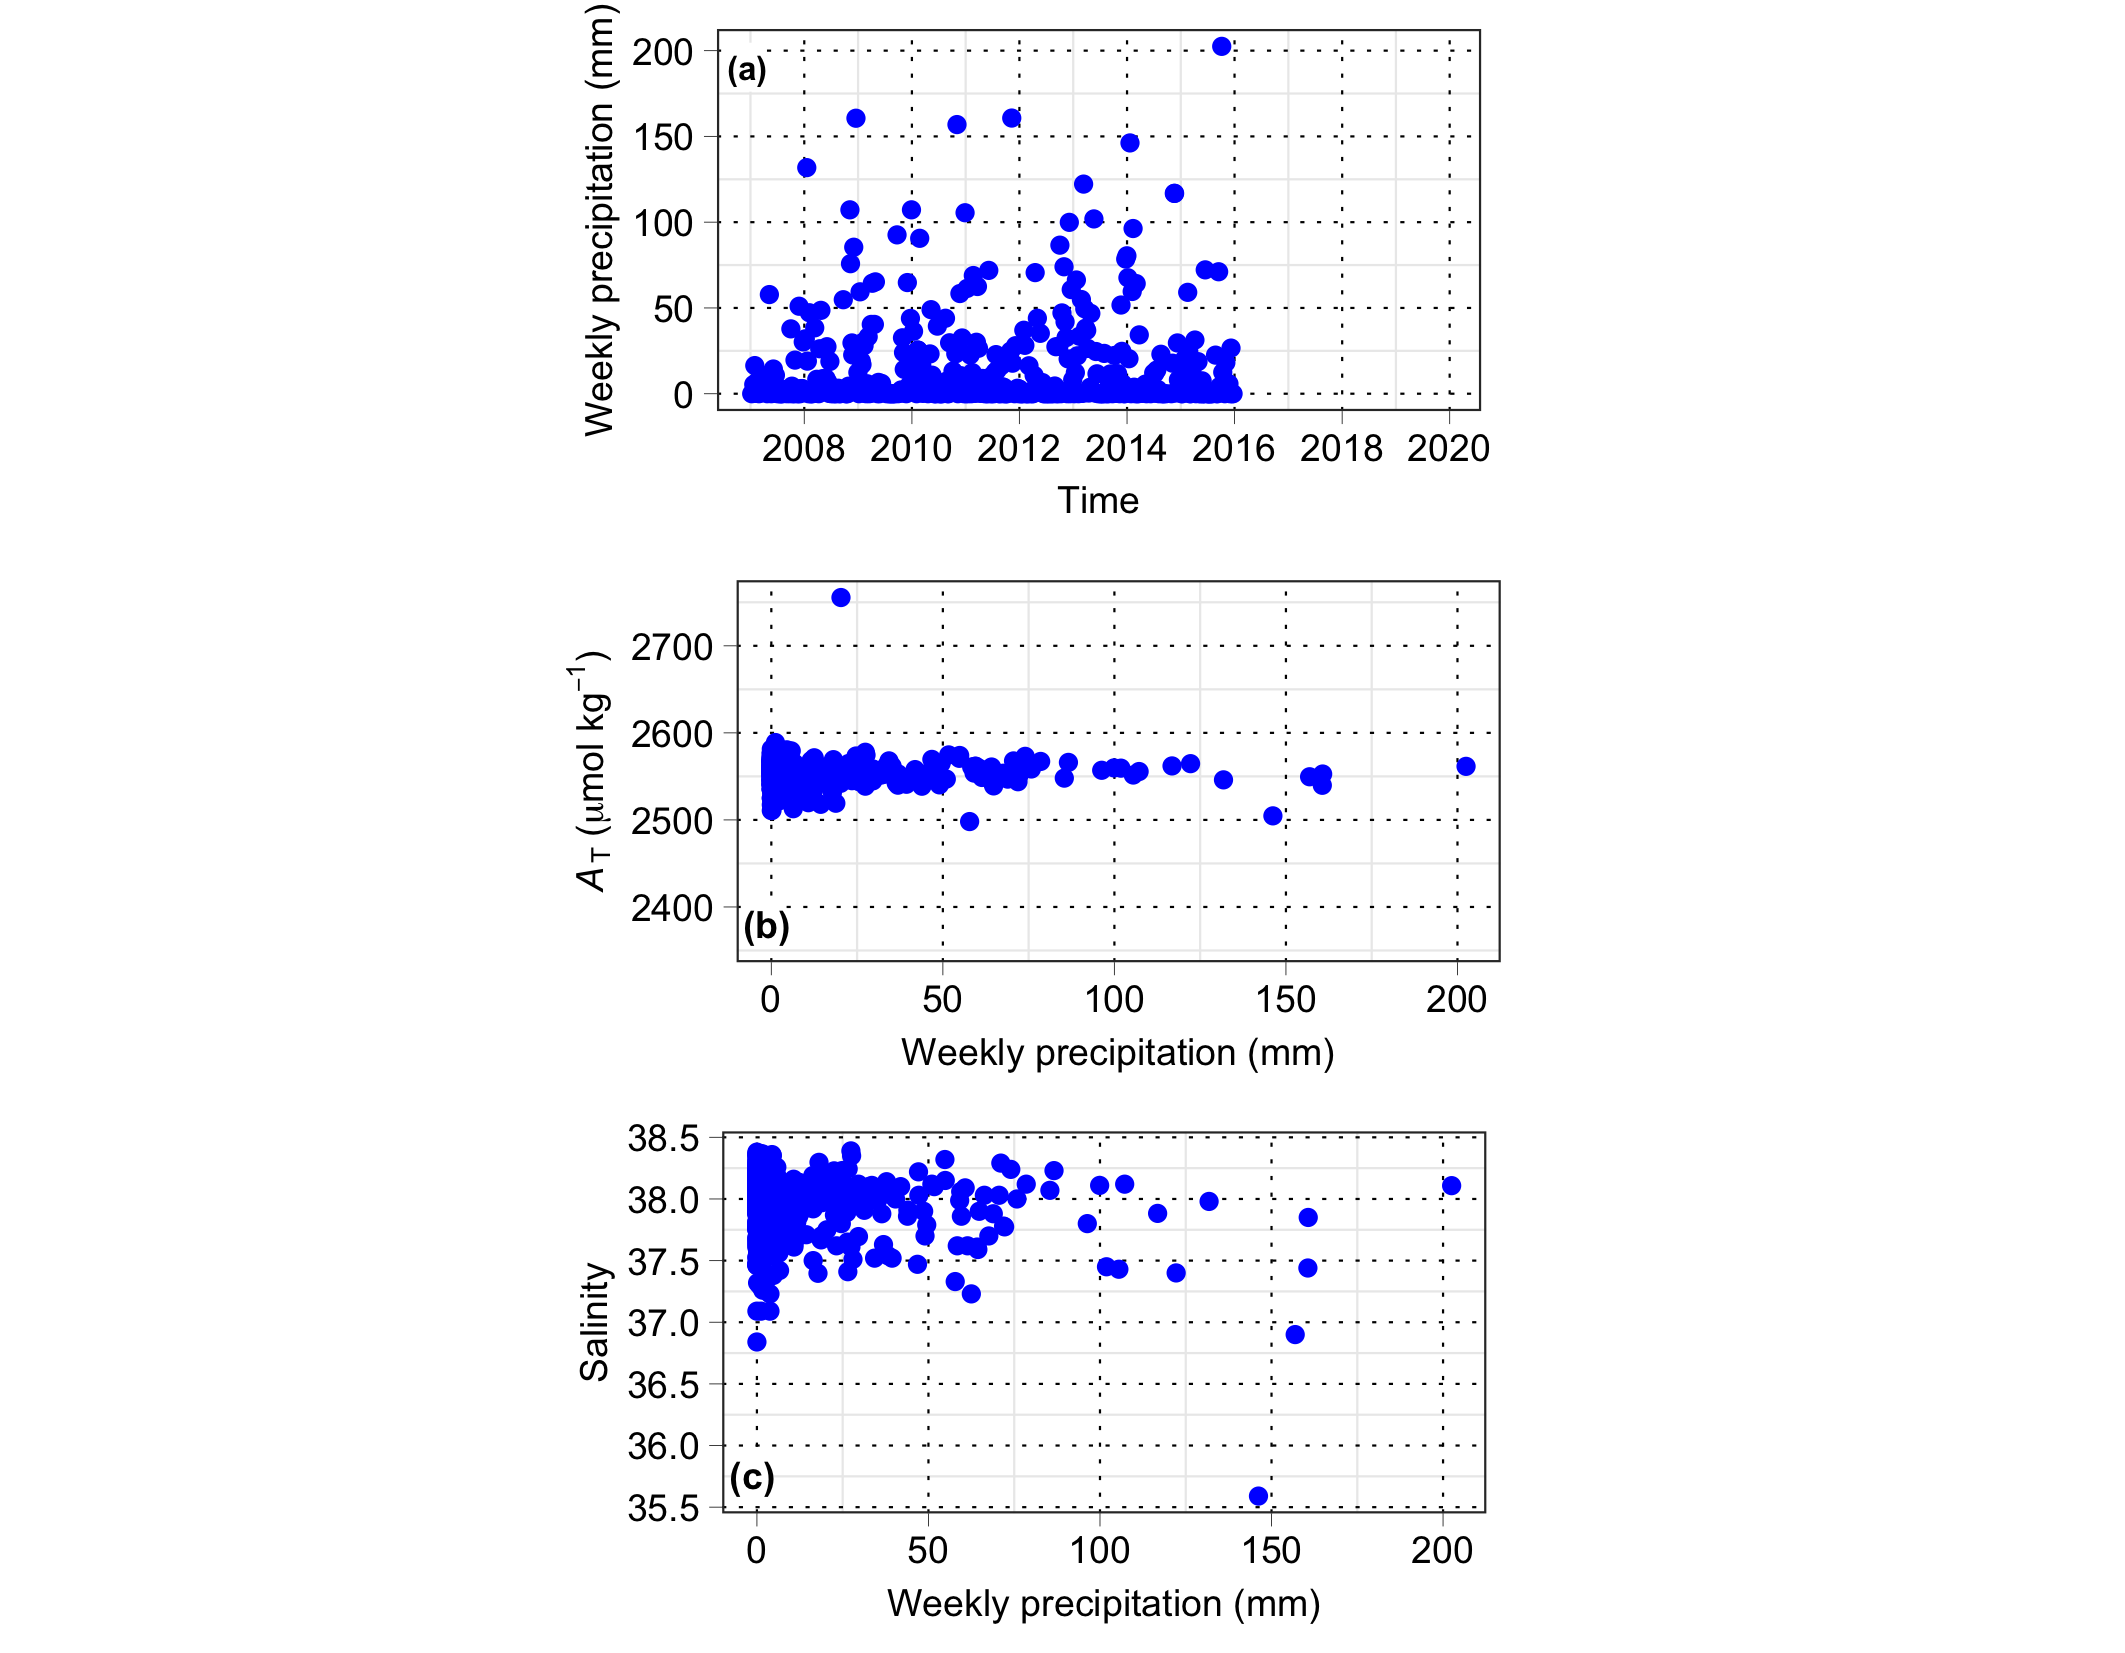 Weekly precipitation (mm)
200
150
100
50
0
(a)
2008 2010 2012 2014 2016 2018 2020
Time
A_T (μmol kg⁻¹)
2700
2600
2500
2400
(b)
0 50 100 150 200
Weekly precipitation (mm)
Salinity
38.5
38.0
37.5
37.0
36.5
36.0
35.5
(c)
0 50 100 150 200
Weekly precipitation (mm)